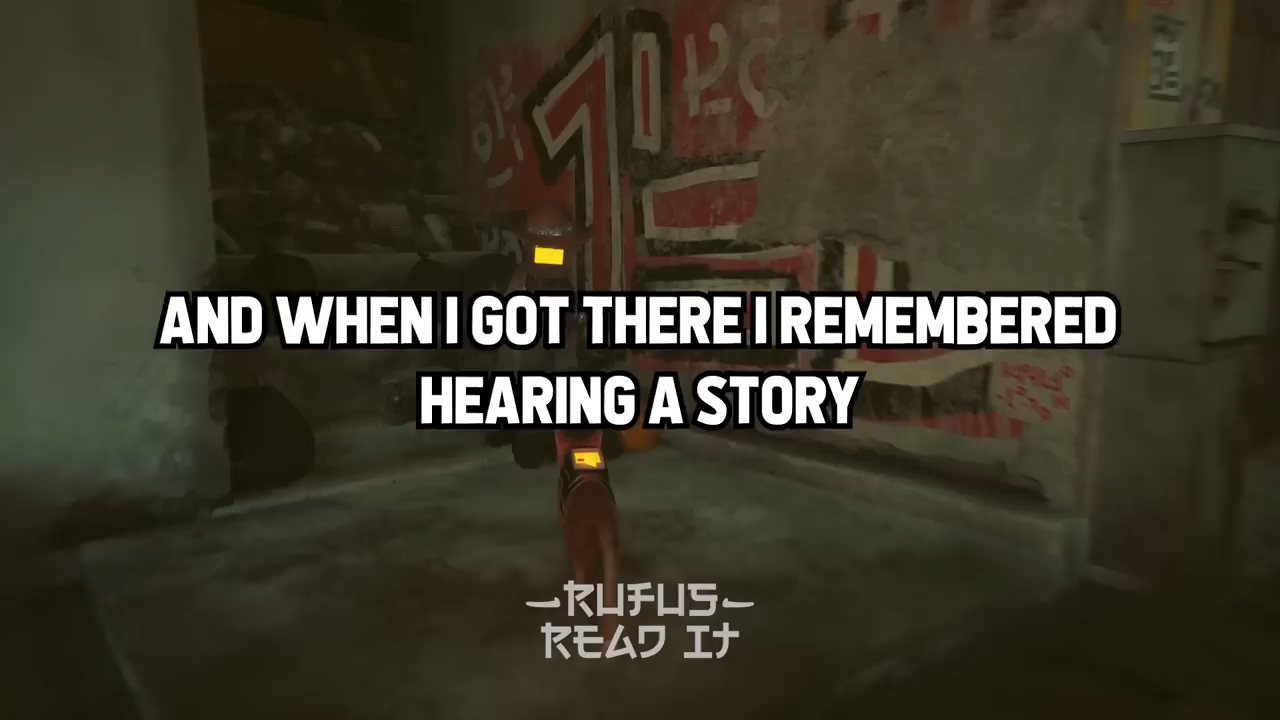 AND WHEN I GOT THERE I REMEMBERED
HEARING A STORY
-RUFUS-
READ IT